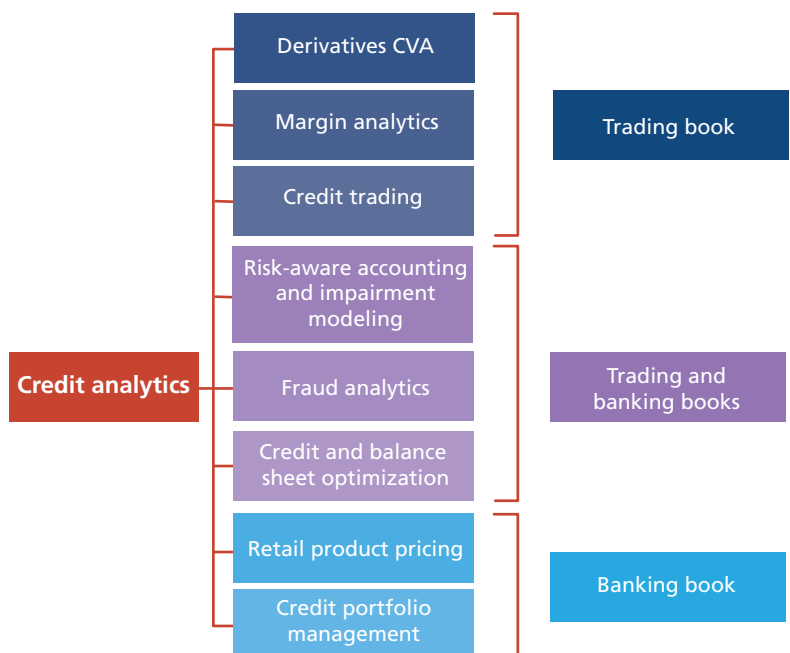 Derivatives CVA
Margin analytics
Trading book
Credit trading
Risk-aware accounting
and impairment
modeling
Credit analytics
Fraud analytics
Trading and
banking books
Credit and balance
sheet optimization
Retail product pricing
Banking book
Credit portfolio
management